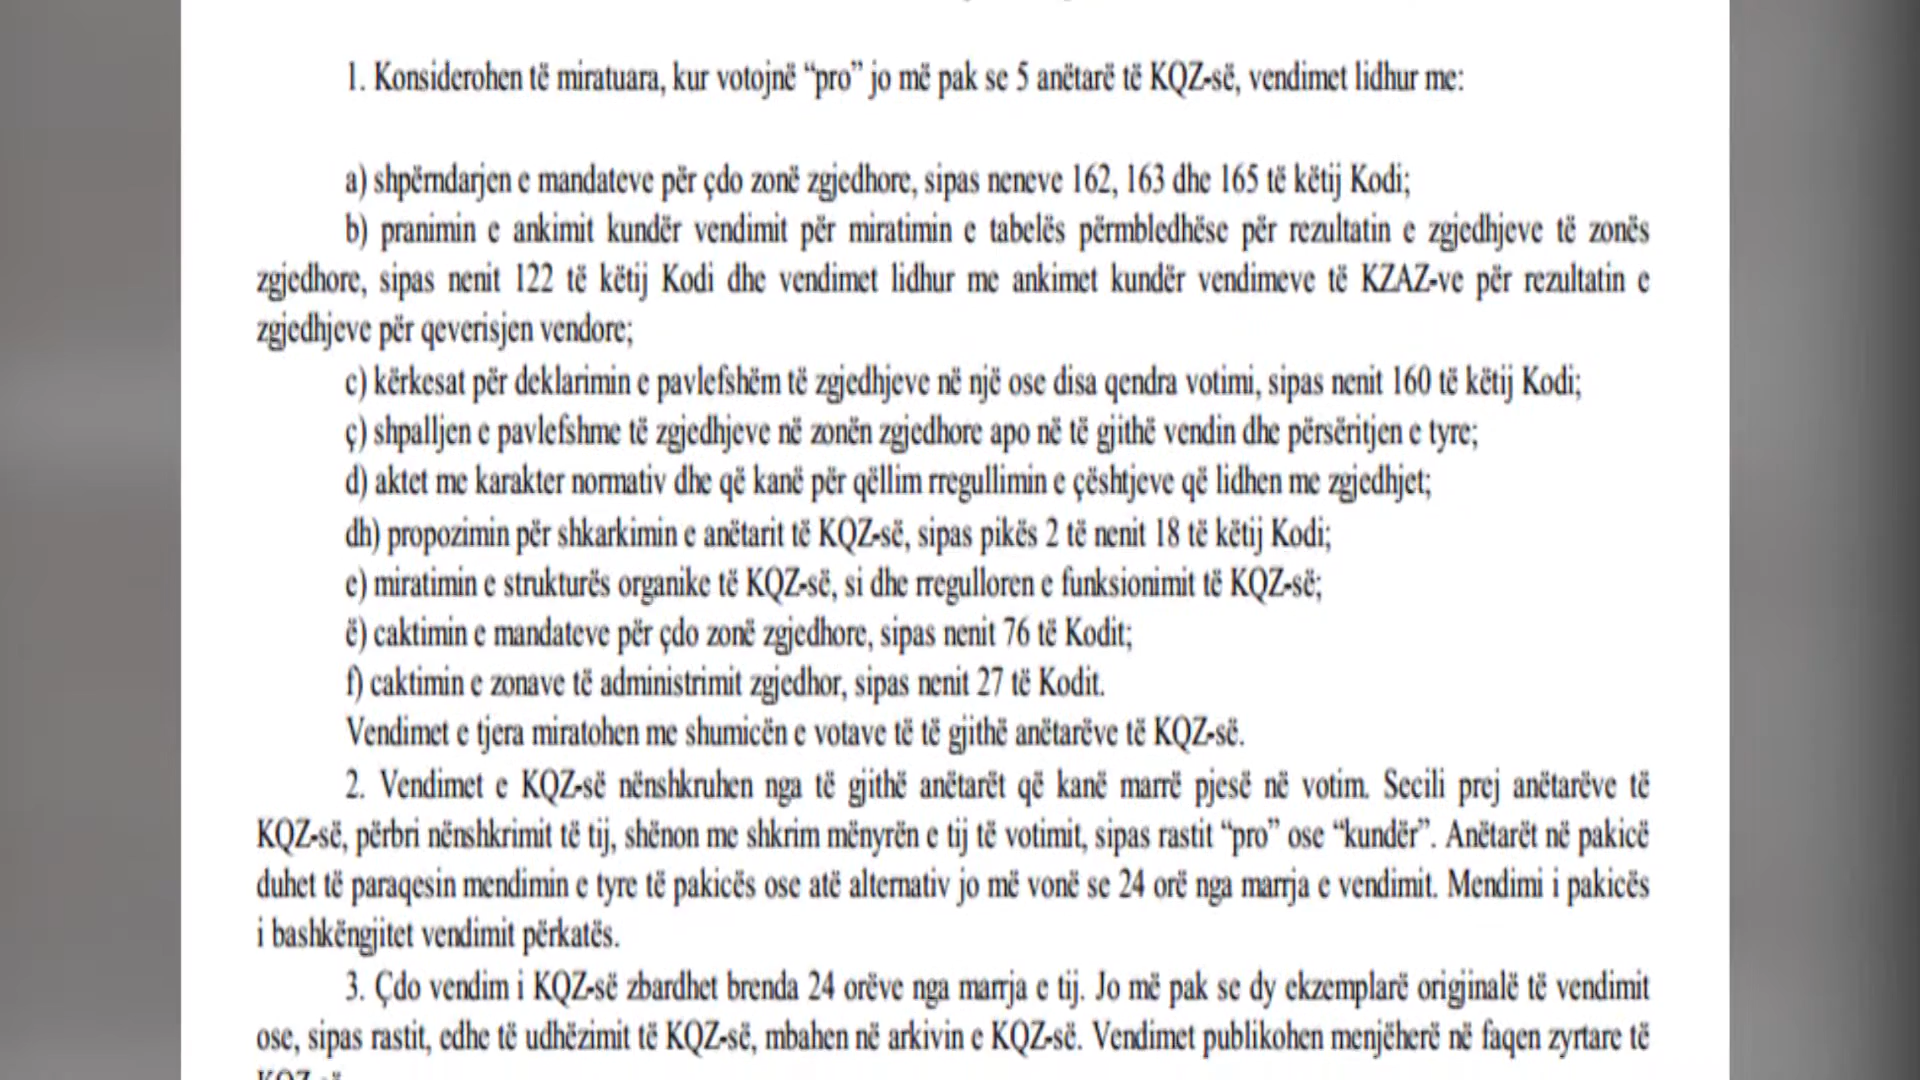 1. Konsiderohen të miratuara, kur votojnë “pro” jo më pak se 5 anëtarë të KQZ-së, vendimet lidhur me:
a) shpërndarjen e mandateve për çdo zonë zgjedhore, sipas neneve 162, 163 dhe 165 të këtij Kodi;
b) pranimin e ankimit kundër vendimit për miratimin e tabelës përmbledhëse për rezultatin e zgjedhjeve të zonës
zgjedhore, sipas nenit 122 të këtij Kodi dhe vendimet lidhur me ankimet kundër vendimeve të KZAZ-ve për rezultatin e
zgjedhjeve për qeverisjen vendore;
c) kërkesat për deklarimin e pavlefshëm të zgjedhjeve në një ose disa qendra votimi, sipas nenit 160 të këtij Kodi;
ç) shpalljen e pavlefshme të zgjedhjeve në zonën zgjedhore apo në të gjithë vendin dhe përsëritjen e tyre;
d) aktet me karakter normativ dhe që kanë për qëllim rregullimin e çështjeve që lidhen me zgjedhjet;
dh) propozimin për shkarkimin e anëtarit të KQZ-së, sipas pikës 2 të nenit 18 të këtij Kodi;
e) miratimin e strukturës organike të KQZ-së, si dhe rregulloren e funksionimit të KQZ-së;
ë) caktimin e mandateve për çdo zonë zgjedhore, sipas nenit 76 të Kodit;
f) caktimin e zonave të administrimit zgjedhor, sipas nenit 27 të Kodit.
Vendimet e tjera miratohen me shumicën e votave të të gjithë anëtarëve të KQZ-së.
2. Vendimet e KQZ-së nënshkruhen nga të gjithë anëtarët që kanë marrë pjesë në votim. Secili prej anëtarëve të
KQZ-së, përbri nënshkrimit të tij, shënon me shkrim mënyrën e tij të votimit, sipas rastit “pro” ose “kundër”. Anëtarët në pakicë
duhet të paraqesin mendimin e tyre të pakicës ose atë alternativ jo më vonë se 24 orë nga marrja e vendimit. Mendimi i pakicës
i bashkëngjitet vendimit përkatës.
3. Çdo vendim i KQZ-së zbardhet brenda 24 orëve nga marrja e tij. Jo më pak se dy ekzemplarë origjinalë të vendimit
ose, sipas rastit, edhe të udhëzimit të KQZ-së, mbahen në arkivin e KQZ-së. Vendimet publikohen menjëherë në faqen zyrtare të
KQZ-së